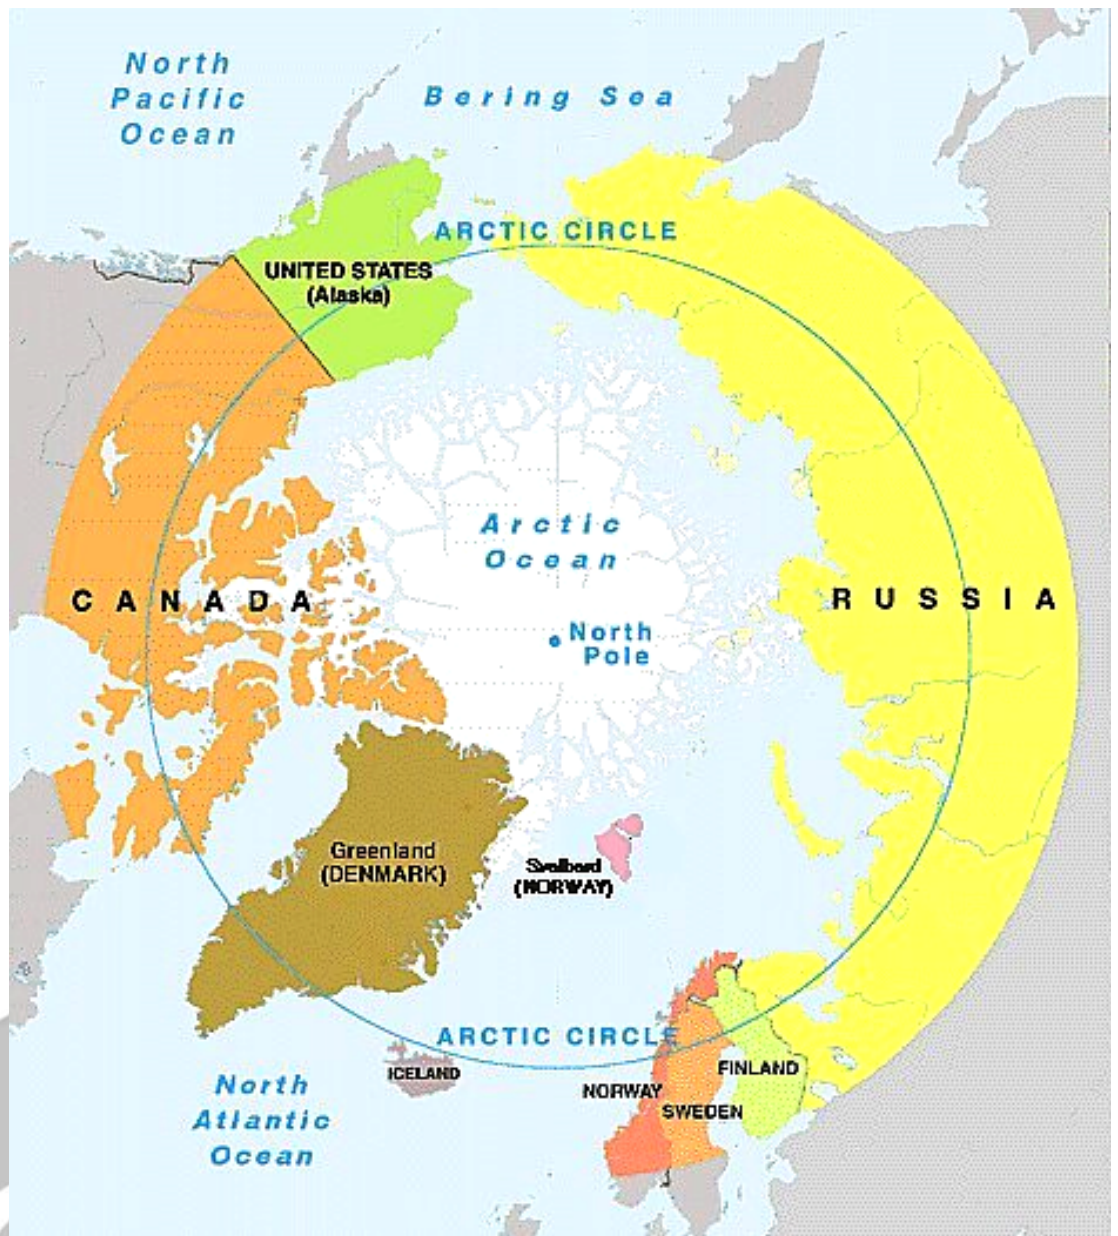 North
Pacific
Ocean
Bering Sea
ARCTIC CIRCLE
UNITED STATES
(Alaska)
Arctic
Ocean
CANADA
RUSSIA
North
Pole
Greenland
(DENMARK)
Svalbard
(NORWAY)
ARCTIC CIRCLE
ICELAND
FINLAND
NORWAY
SWEDEN
North
Atlantic
Ocean